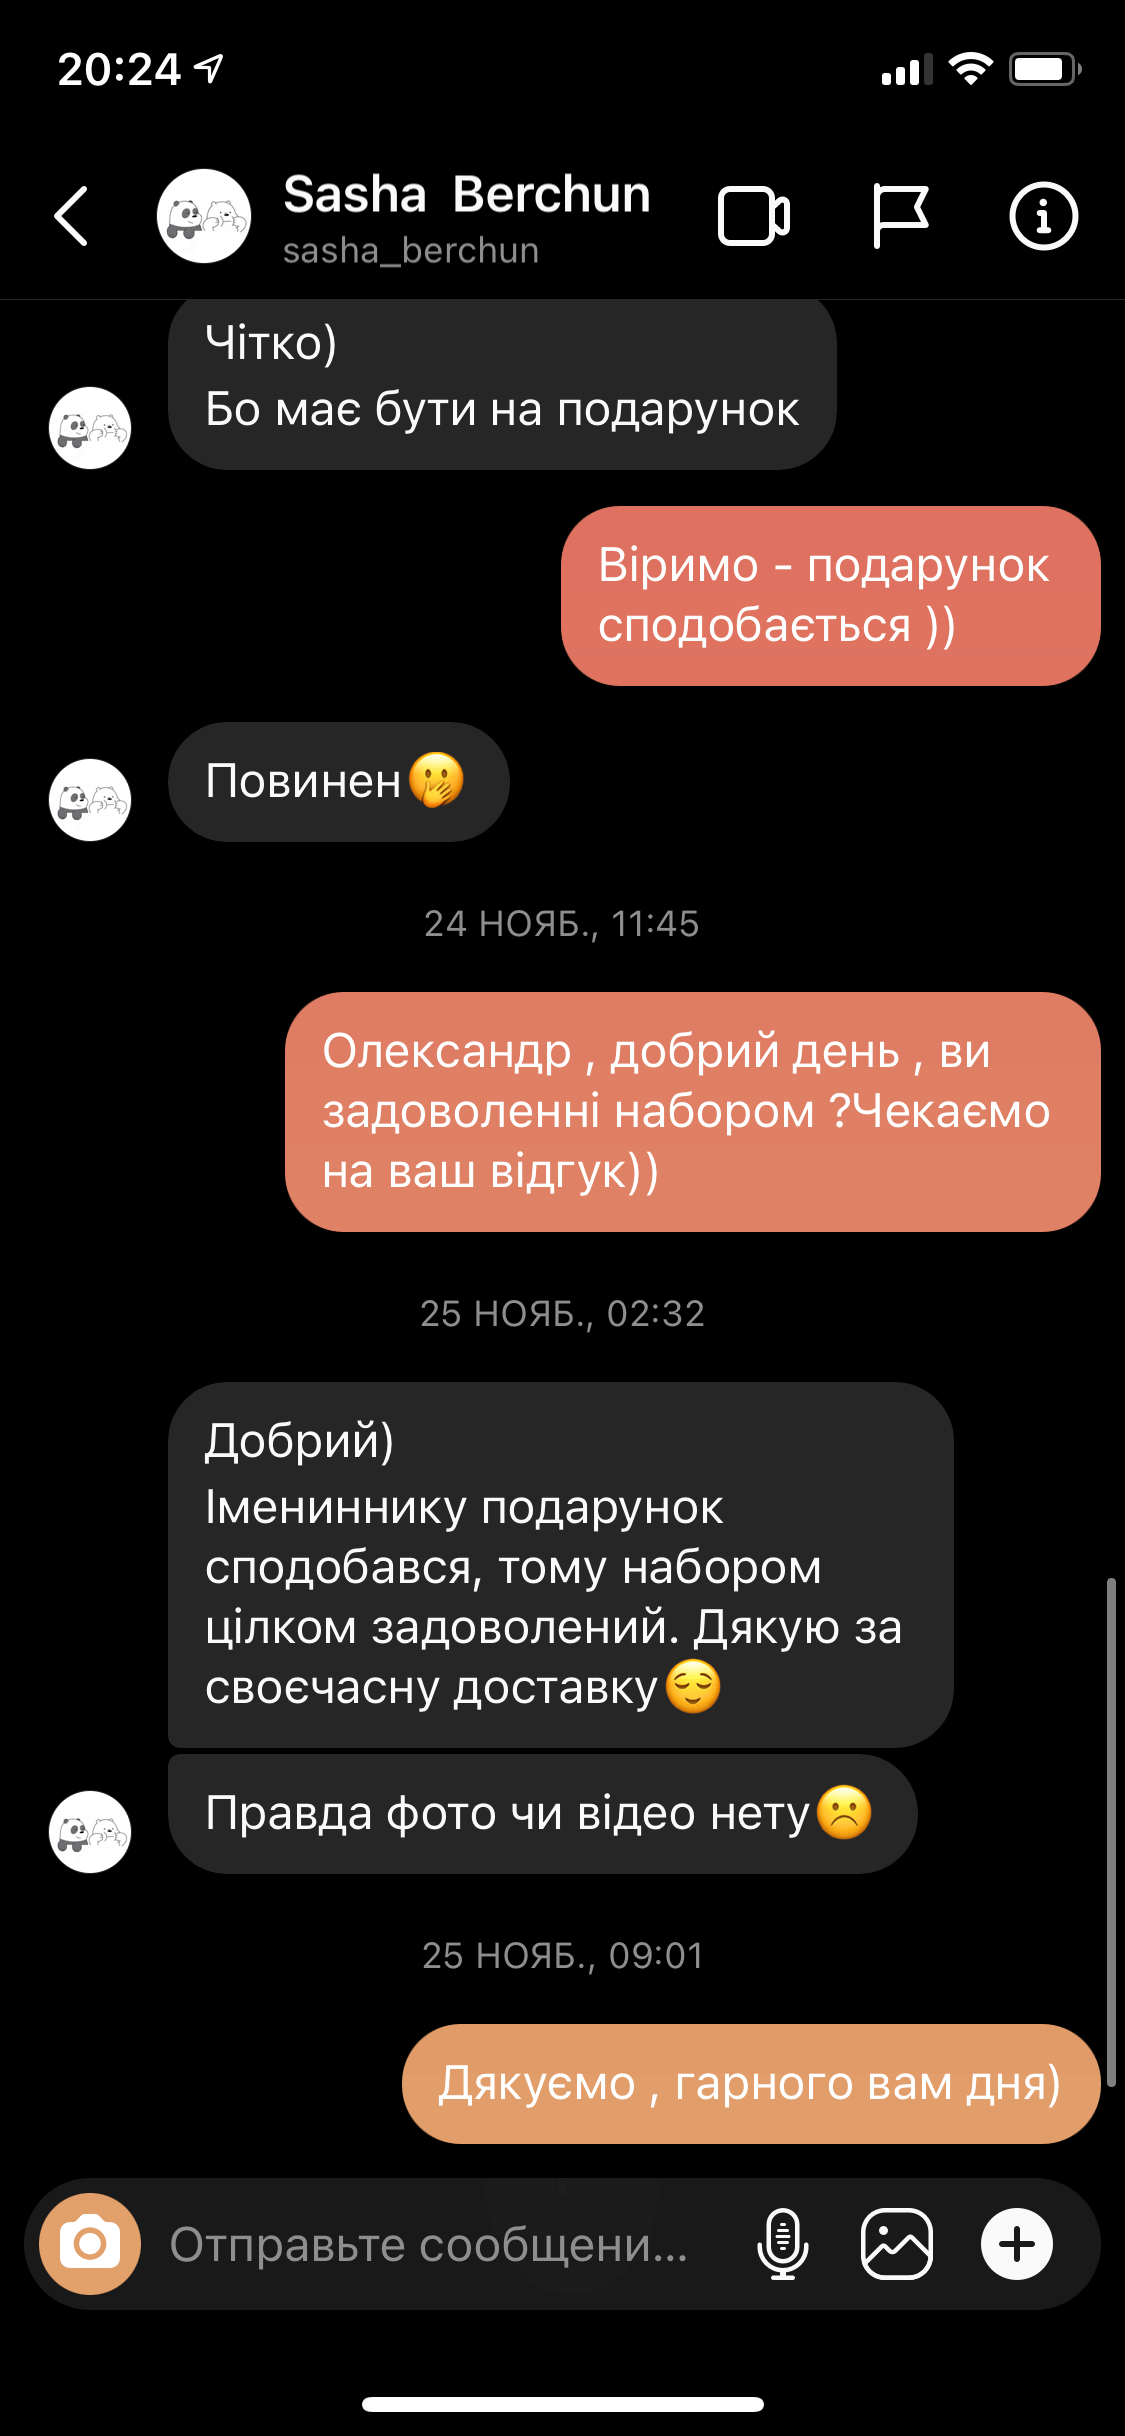 20:24
Sasha Berchun
sasha_berchun
Чітко)
Бо має бути на подарунок
Віримо - подарунок
сподобається ))
Повинен🫢
24 НОЯБ., 11:45
Олександр , добрий день , ви
задоволенні набором ?Чекаємо
на ваш відгук))
25 НОЯБ., 02:32
Добрий)
Імениннику подарунок
сподобався, тому набором
цілком задоволений. Дякую за
своєчасну доставку😌
Правда фото чи відео нету☹️
25 НОЯБ., 09:01
Дякуємо , гарного вам дня)
Отправьте сообщени...